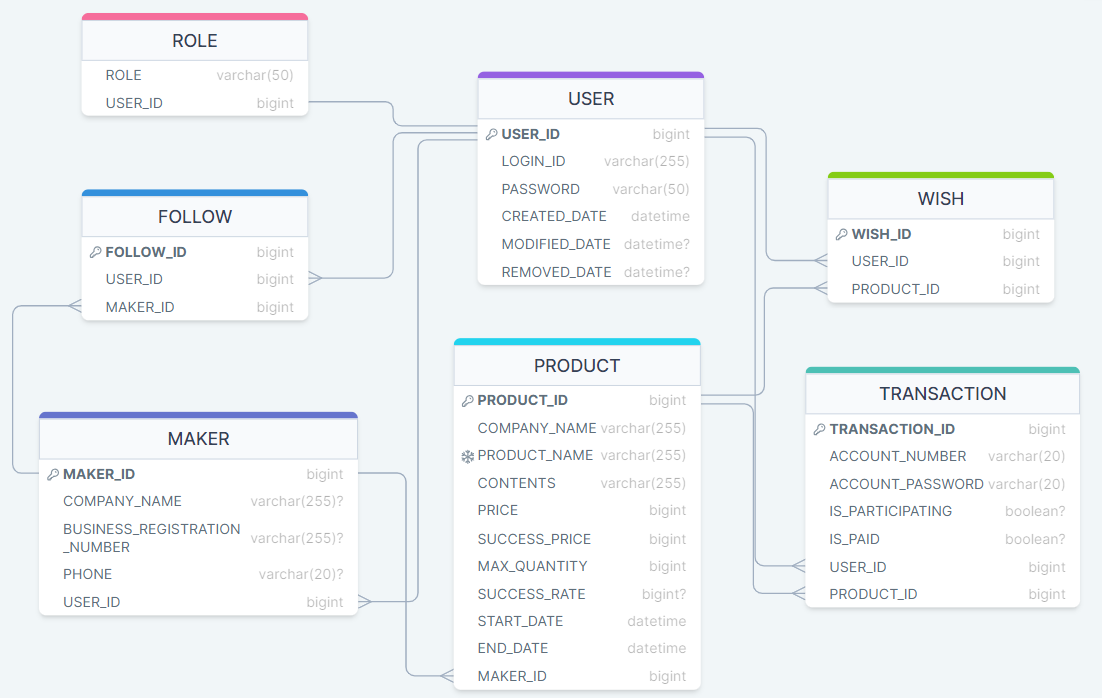 ROLE
ROLE varchar(50)
USER_ID bigint
USER
USER_ID bigint
LOGIN_ID varchar(255)
PASSWORD varchar(50)
CREATED_DATE datetime
MODIFIED_DATE datetime?
REMOVED_DATE datetime?
WISH
WISH_ID bigint
USER_ID bigint
PRODUCT_ID bigint
FOLLOW
FOLLOW_ID bigint
USER_ID bigint
MAKER_ID bigint
PRODUCT
PRODUCT_ID bigint
COMPANY_NAME varchar(255)
PRODUCT_NAME varchar(255)
CONTENTS varchar(255)
PRICE bigint
SUCCESS_PRICE bigint
MAX_QUANTITY bigint
SUCCESS_RATE bigint?
START_DATE datetime
END_DATE datetime
MAKER_ID bigint
TRANSACTION
TRANSACTION_ID bigint
ACCOUNT_NUMBER varchar(20)
ACCOUNT_PASSWORD varchar(20)
IS_PARTICIPATING boolean?
IS_PAID boolean?
USER_ID bigint
PRODUCT_ID bigint
MAKER
MAKER_ID bigint
COMPANY_NAME varchar(255)?
BUSINESS_REGISTRATION
_NUMBER varchar(255)?
PHONE varchar(20)?
USER_ID bigint